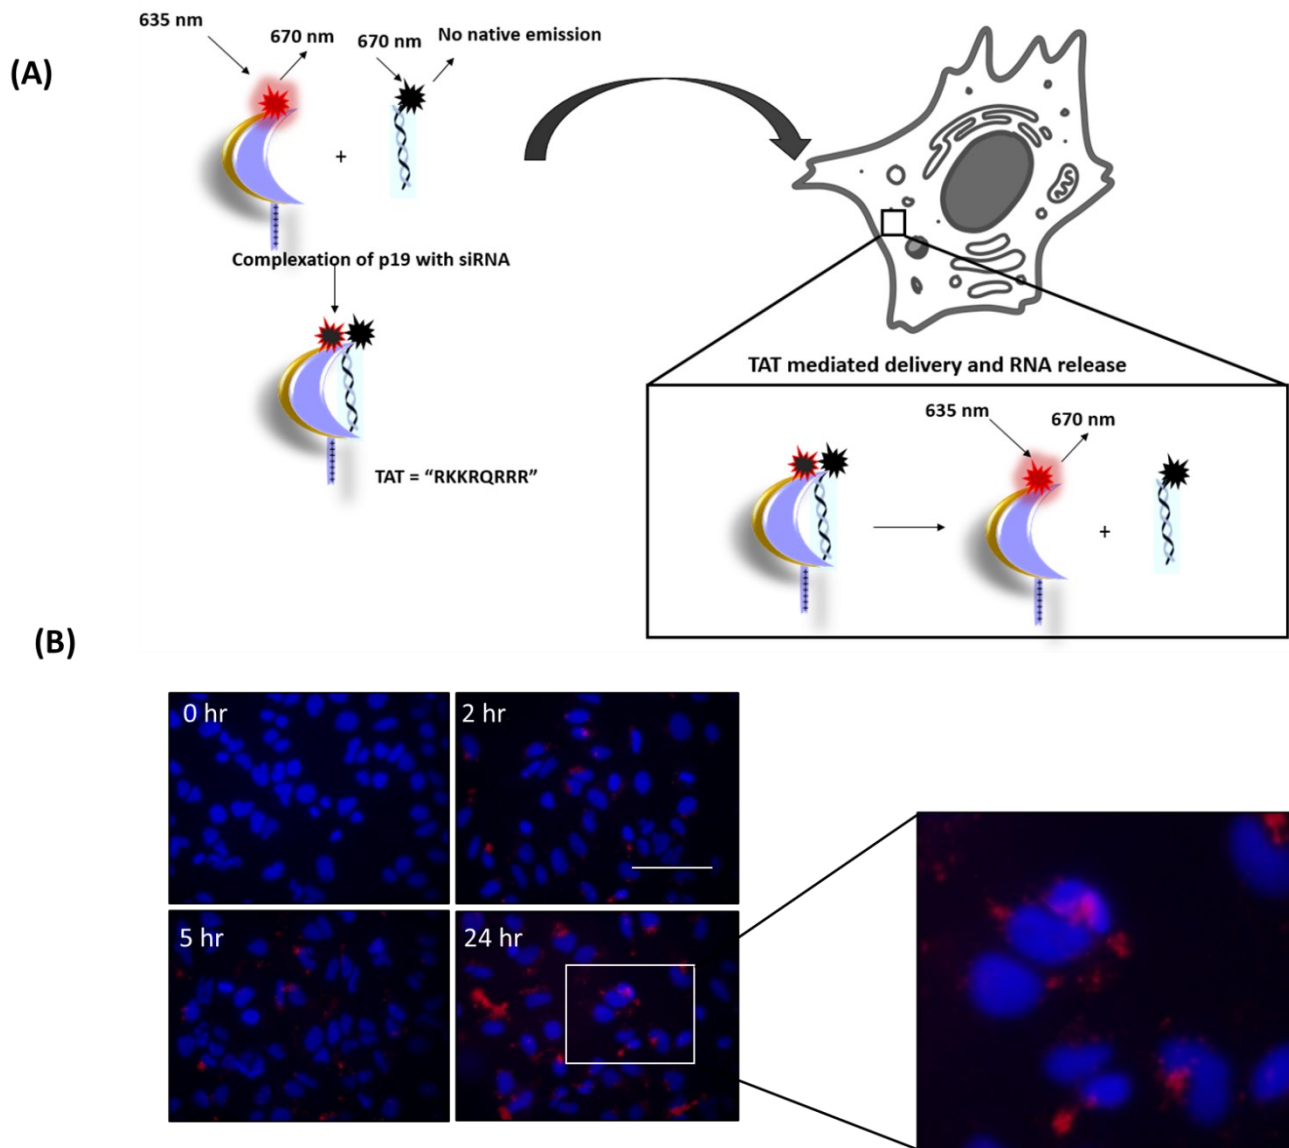 (A)
635 nm
670 nm
670 nm
No native emission
+
Complexation of p19 with siRNA
TAT = “RKKRQRRR”
TAT mediated delivery and RNA release
635 nm
670 nm
+
(B)
0 hr
2 hr
5 hr
24 hr